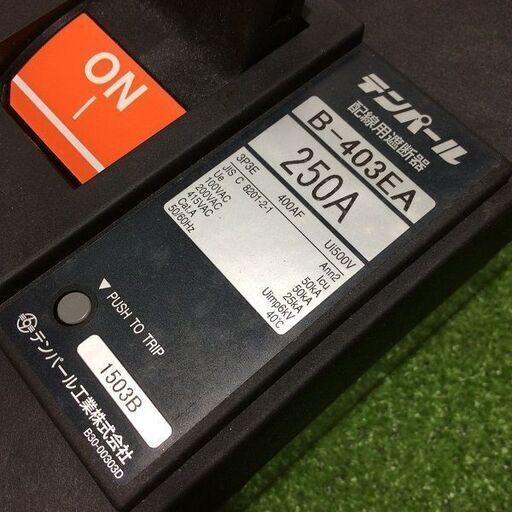 ON
テンパール
配線用遮断器
B-403EA
250A
3P3E 400AF Ui500V
JIS C 8201-2-1 Ann2
Ue Icu
100VAC 50kA
200VAC 50kA
415VAC 25kA
Cat.A Uimp6kV
50/60Hz 40℃
▼ PUSH TO TRIP
1503B
テンパール工業株式会社
B30-00303D